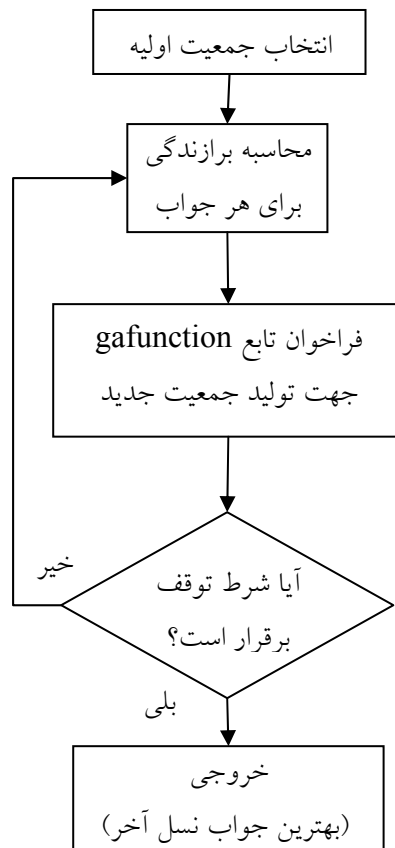 انتخاب جمعیت اولیه
محاسبه برازندگی
برای هر جواب
فراخوان تابع gafunction
جهت تولید جمعیت جدید
خیر
آیا شرط توقف
برقرار است؟
بلی
خروجی
(بهترین جواب نسل آخر)